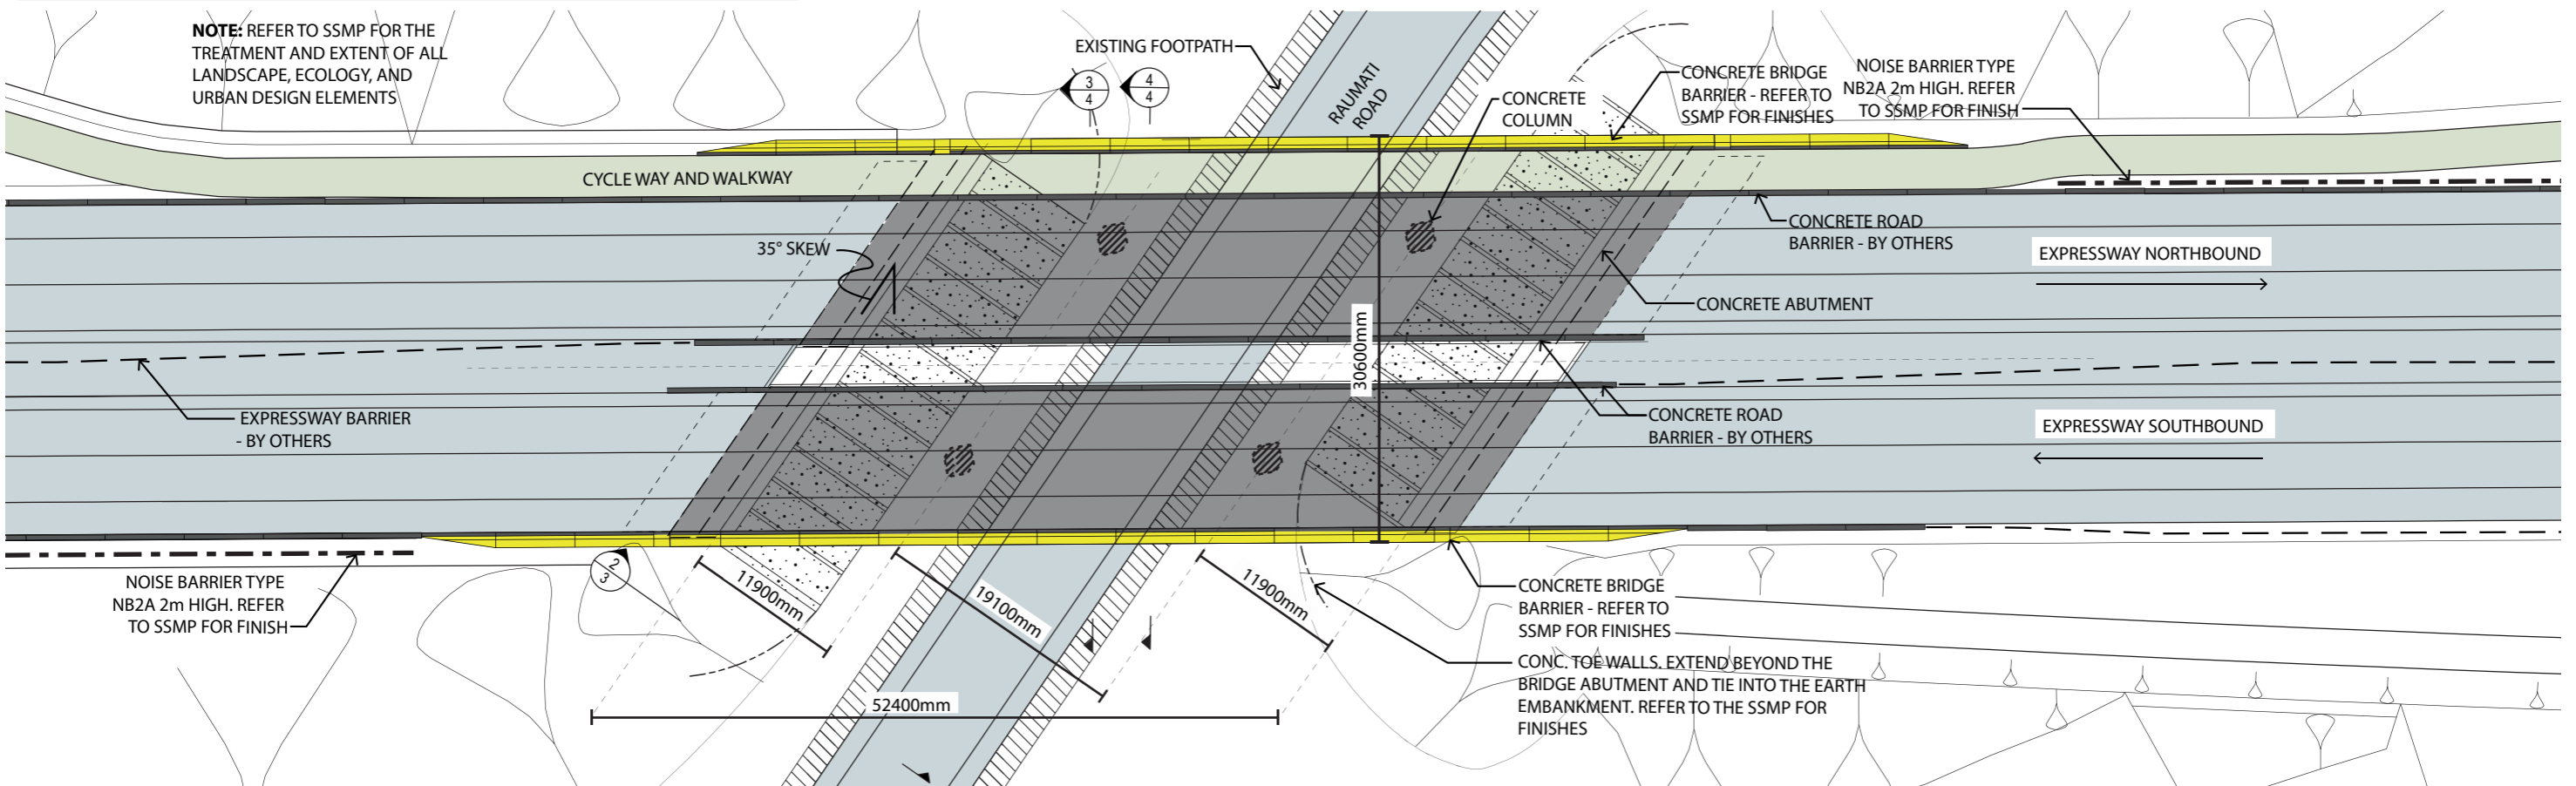 NOTE: REFER TO SSMP FOR THE
TREATMENT AND EXTENT OF ALL
LANDSCAPE, ECOLOGY, AND
URBAN DESIGN ELEMENTS
EXISTING FOOTPATH
3
4
4
4
RAUMATI
ROAD
CONCRETE
COLUMN
CONCRETE BRIDGE
BARRIER - REFER TO
SSMP FOR FINISHES
NOISE BARRIER TYPE
NB2A 2m HIGH. REFER
TO SSMP FOR FINISH
CYCLE WAY AND WALKWAY
35° SKEW
CONCRETE ROAD
BARRIER - BY OTHERS
EXPRESSWAY NORTHBOUND
CONCRETE ABUTMENT
30600mm
EXPRESSWAY BARRIER
- BY OTHERS
CONCRETE ROAD
BARRIER - BY OTHERS
EXPRESSWAY SOUTHBOUND
NOISE BARRIER TYPE
NB2A 2m HIGH. REFER
TO SSMP FOR FINISH
2
3
11900mm
19100mm
11900mm
52400mm
CONCRETE BRIDGE
BARRIER - REFER TO
SSMP FOR FINISHES
CONC. TOE WALLS. EXTEND BEYOND THE
BRIDGE ABUTMENT AND TIE INTO THE EARTH
EMBANKMENT. REFER TO THE SSMP FOR
FINISHES